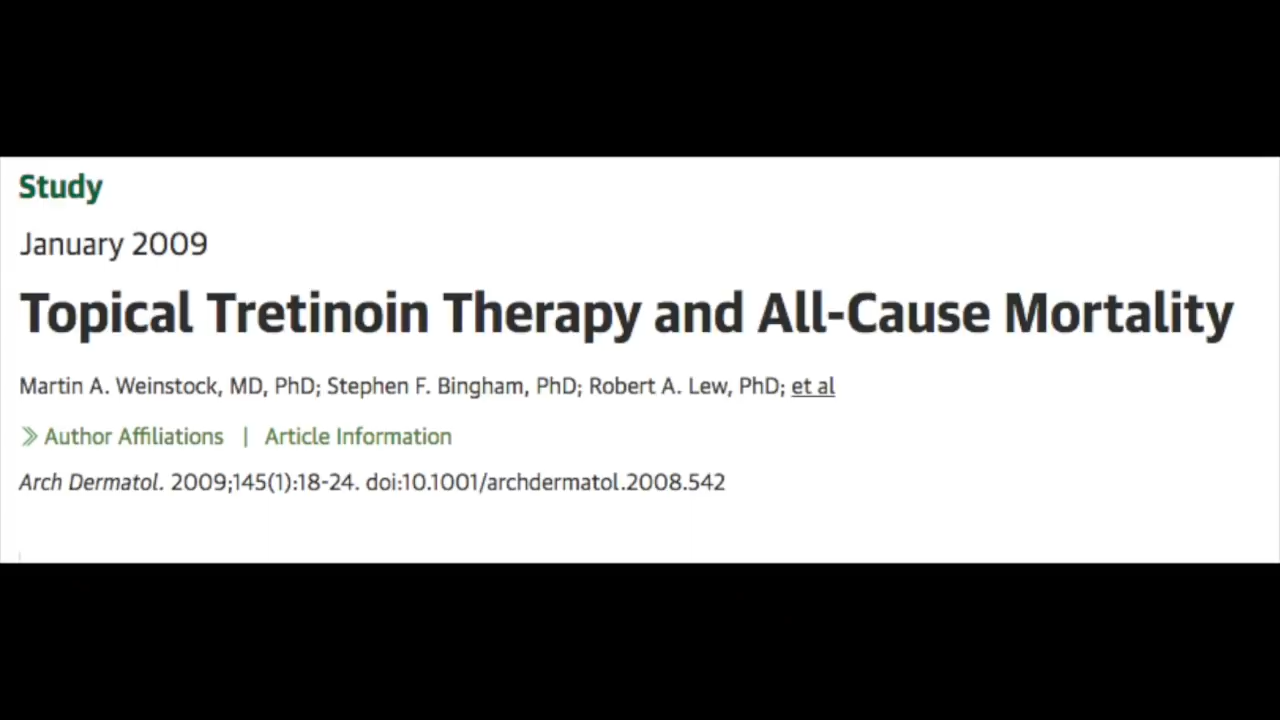 Study
January 2009
Topical Tretinoin Therapy and All-Cause Mortality
Martin A. Weinstock, MD, PhD; Stephen F. Bingham, PhD; Robert A. Lew, PhD; et al
Author Affiliations | Article Information
Arch Dermatol. 2009;145(1):18-24. doi:10.1001/archdermatol.2008.542